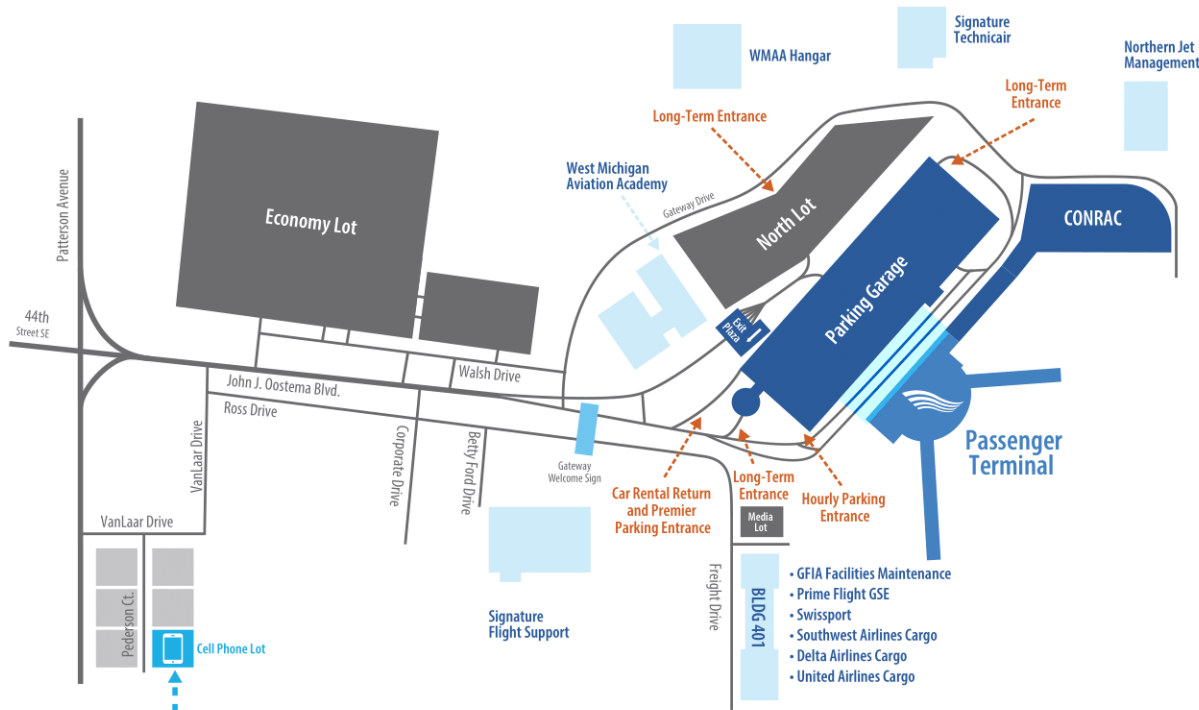 WMAA Hangar
Signature
Technicair
Northern Jet
Management
Long-Term
Entrance
Long-Term Entrance
West Michigan
Aviation Academy
Gateway Drive
Patterson Avenue
Economy Lot
North Lot
CONRAC
Parking Garage
Exit
Plaza
44th
Street SE
Walsh Drive
John J. Oostema Blvd.
Ross Drive
VanLaar Drive
Corporate Drive
Betty Ford Drive
Gateway
Welcome Sign
Passenger
Terminal
Car Rental Return
and Premier
Parking Entrance
Long-Term
Entrance
Hourly Parking
Entrance
Media
Lot
VanLaar Drive
Pederson Ct.
Cell Phone Lot
Signature
Flight Support
Freight Drive
BLDG 401
• GFIA Facilities Maintenance
• Prime Flight GSE
• Swissport
• Southwest Airlines Cargo
• Delta Airlines Cargo
• United Airlines Cargo